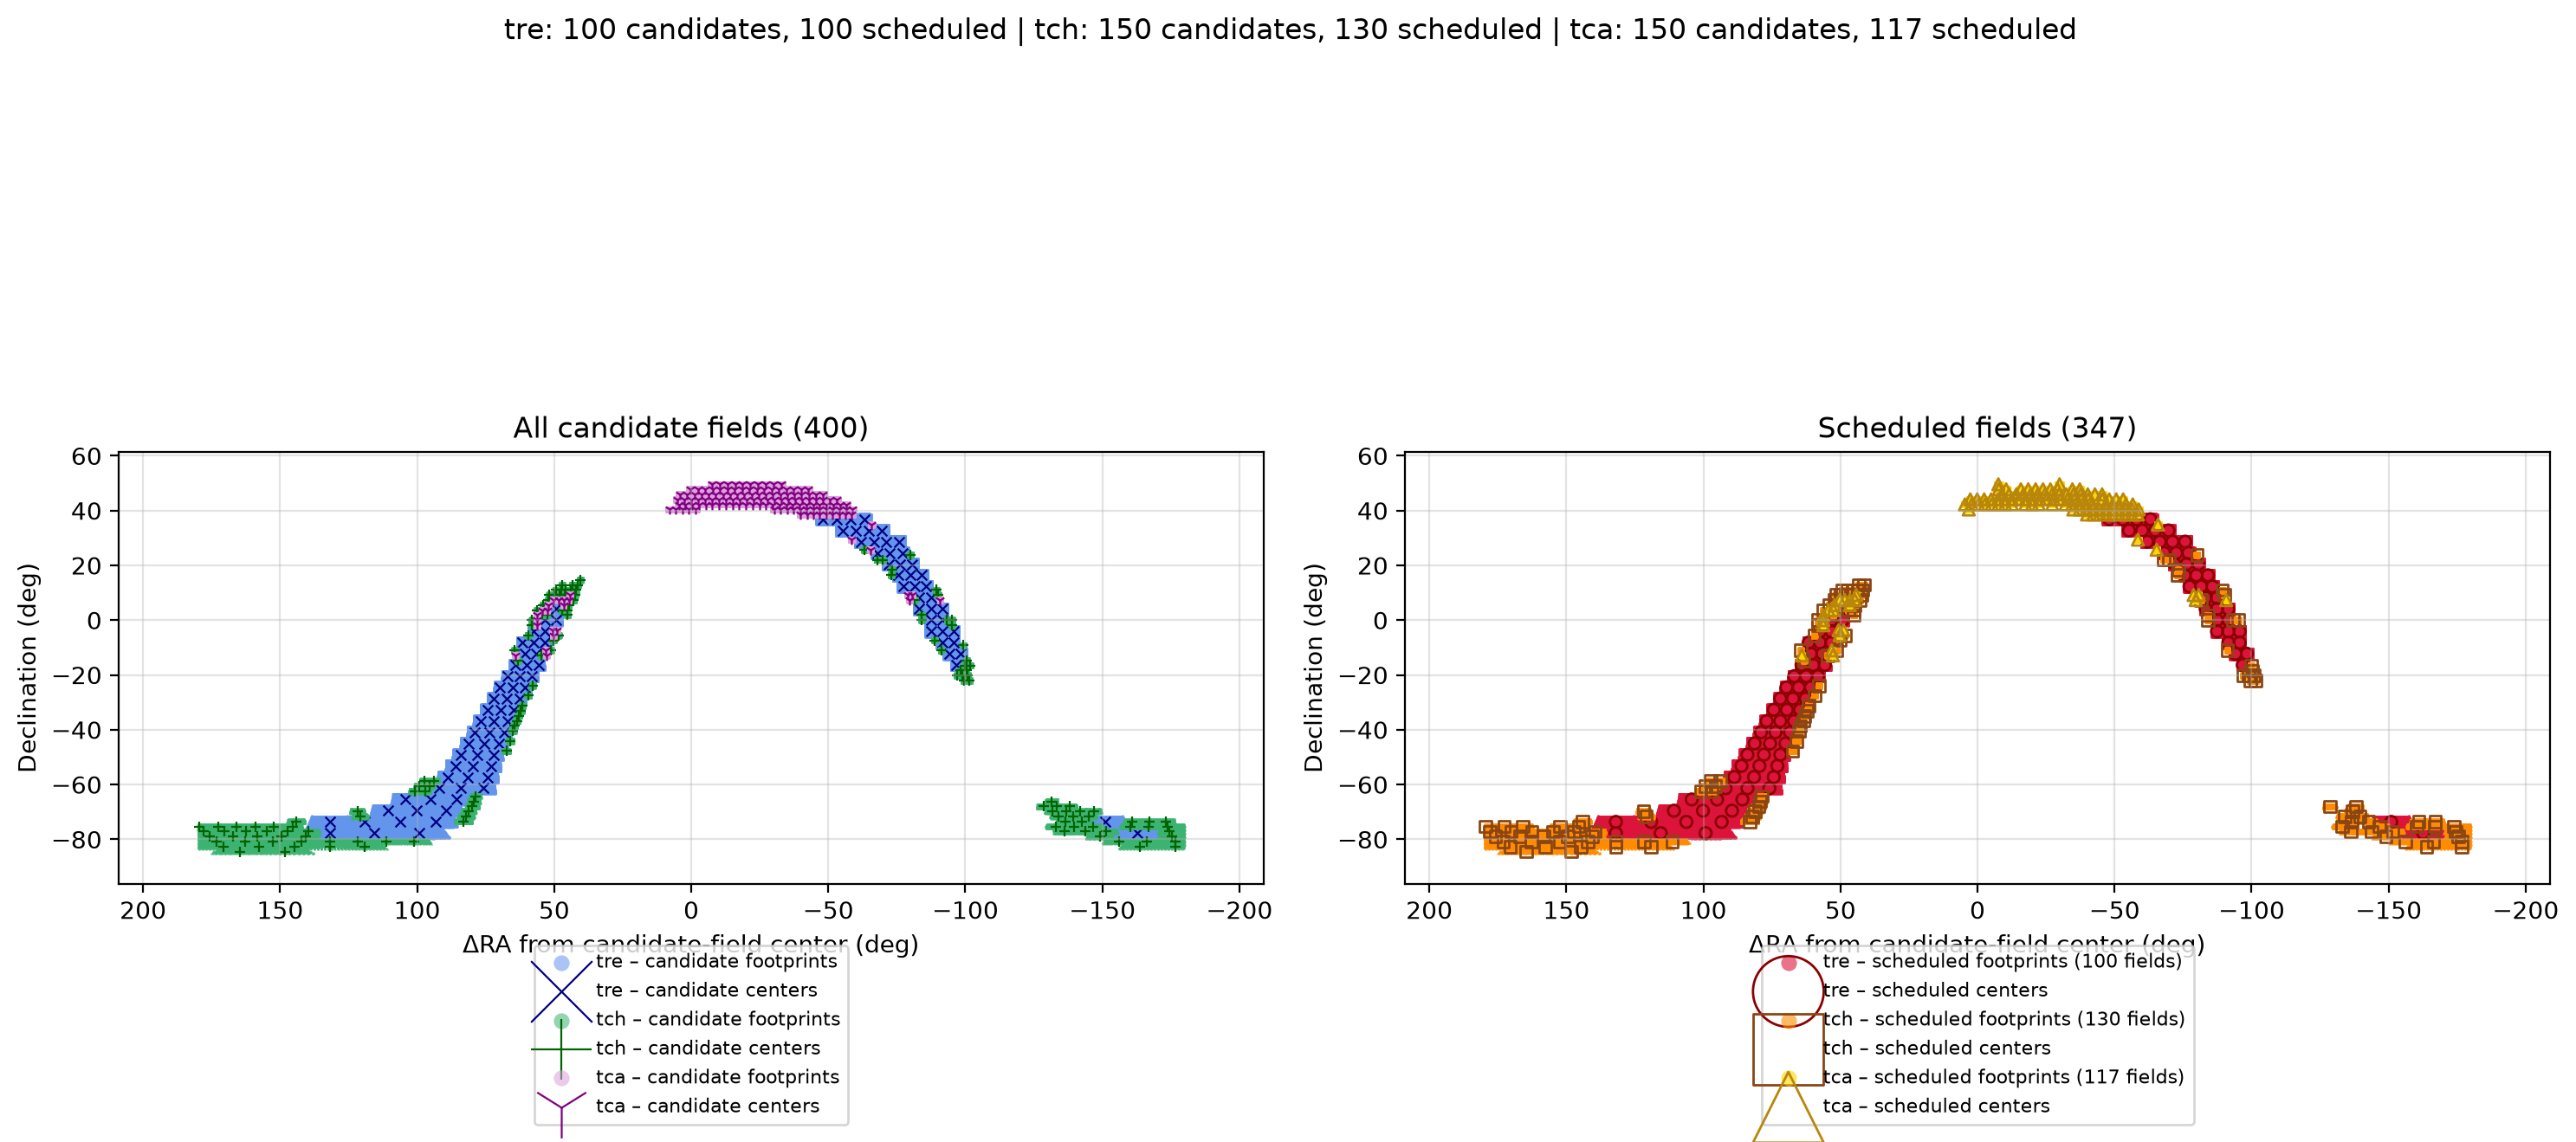 tre: 100 candidates, 100 scheduled | tch: 150 candidates, 130 scheduled | tca: 150 candidates, 117 scheduled
All candidate fields (400)
Declination (deg)
60
40
20
0
−20
−40
−60
−80
200
150
100
50
0
−50
−100
−150
−200
ΔRA from candidate-field center (deg)
tre – candidate footprints
tre – candidate centers
tch – candidate footprints
tch – candidate centers
tca – candidate footprints
tca – candidate centers
Scheduled fields (347)
Declination (deg)
60
40
20
0
−20
−40
−60
−80
200
150
100
50
0
−50
−100
−150
−200
ΔRA from candidate-field center (deg)
tre – scheduled footprints (100 fields)
tre – scheduled centers
tch – scheduled footprints (130 fields)
tch – scheduled centers
tca – scheduled footprints (117 fields)
tca – scheduled centers